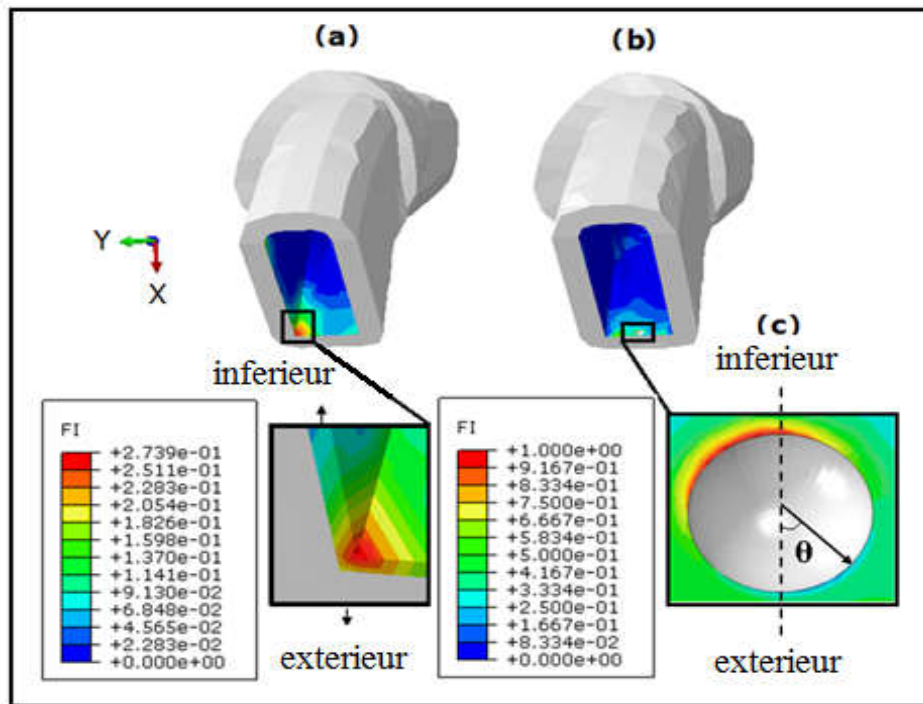 (a)
(b)
Y
X
(c)
inferieur
inferieur
FI
+2.739e-01
+2.511e-01
+2.283e-01
+2.054e-01
+1.826e-01
+1.598e-01
+1.370e-01
+1.141e-01
+9.130e-02
+6.848e-02
+4.565e-02
+2.283e-02
+0.000e+00
exterieur
FI
+1.000e+00
+9.167e-01
+8.334e-01
+7.500e-01
+6.667e-01
+5.834e-01
+5.000e-01
+4.167e-01
+3.334e-01
+2.500e-01
+1.667e-01
+8.334e-02
+0.000e+00
θ
exterieur